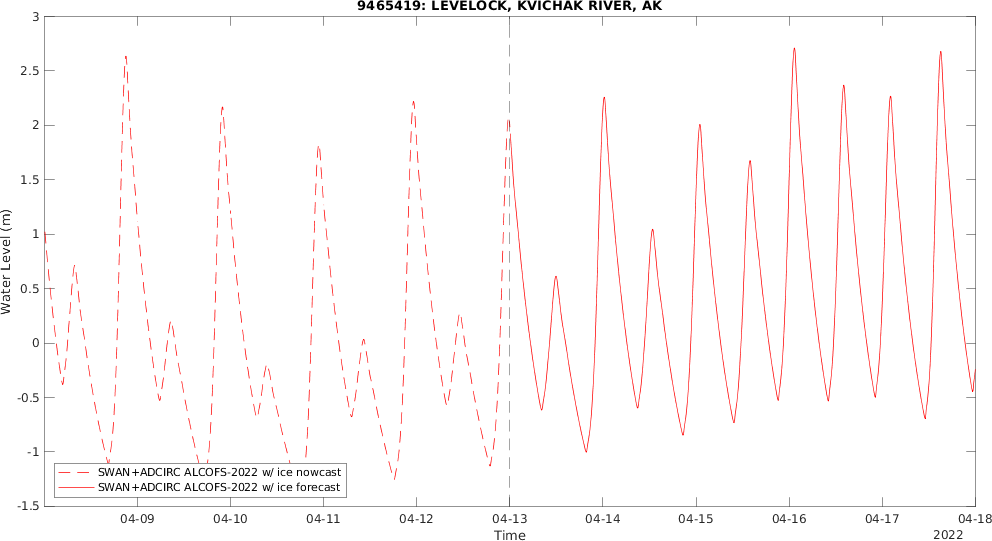 9465419: LEVELOCK, KVICHAK RIVER, AK
3
2.5
2
1.5
1
0.5
0
-0.5
-1
-1.5
Water Level (m)
SWAN+ADCIRC ALCOFS-2022 w/ ice nowcast
SWAN+ADCIRC ALCOFS-2022 w/ ice forecast
04-09 04-10 04-11 04-12 04-13 04-14 04-15 04-16 04-17 04-18
Time
2022